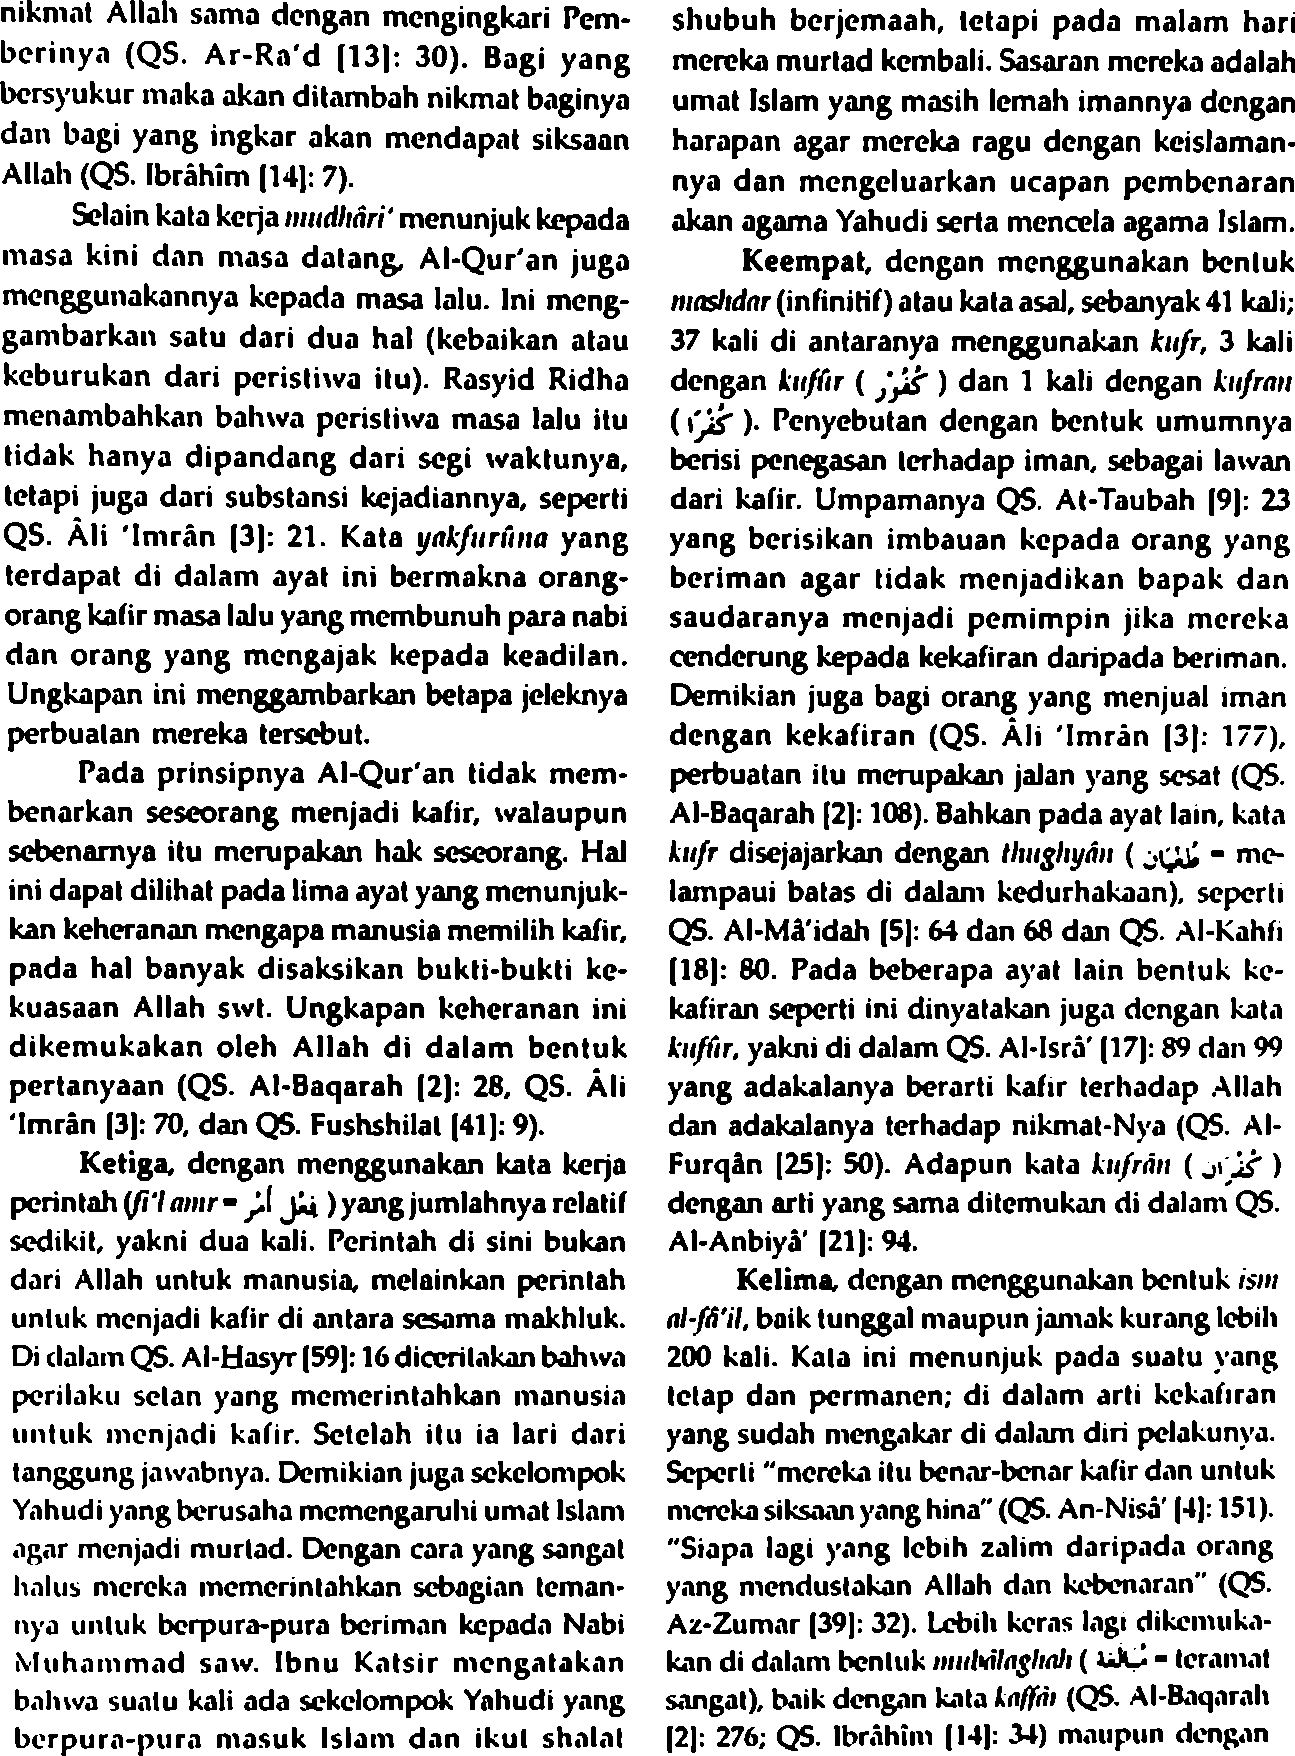 nikmat Allah sama dengan mengingkari Pem-
berinya (QS. Ar-Ra'd [13]: 30). Bagi yang
bersyukur maka akan ditambah nikmat baginya
dan bagi yang ingkar akan mendapat siksaan
Allah (QS. Ibrâhîm [14]: 7).
Selain kata kerja mudhâri' menunjuk kepada
masa kini dan masa datang, Al-Qur'an juga
menggunakannya kepada masa lalu. Ini meng-
gambarkan satu dari dua hal (kebaikan atau
keburukan dari peristiwa itu). Rasyid Ridha
menambahkan bahwa peristiwa masa lalu itu
tidak hanya dipandang dari segi waktunya,
tetapi juga dari substansi kejadiannya, seperti
QS. Âli 'Imrân [3]: 21. Kata yakfurûna yang
terdapat di dalam ayat ini bermakna orang-
orang kafir masa lalu yang membunuh para nabi
dan orang yang mengajak kepada keadilan.
Ungkapan ini menggambarkan betapa jeleknya
perbuatan mereka tersebut.
Pada prinsipnya Al-Qur'an tidak mem-
benarkan seseorang menjadi kafir, walaupun
sebenarnya itu merupakan hak seseorang. Hal
ini dapat dilihat pada lima ayat yang menunjuk-
kan keheranan mengapa manusia memilih kafir,
pada hal banyak disaksikan bukti-bukti ke-
kuasaan Allah swt. Ungkapan keheranan ini
dikemukakan oleh Allah di dalam bentuk
pertanyaan (QS. Al-Baqarah [2]: 28, QS. Âli
'Imrân [3]: 70, dan QS. Fushshilat [41]: 9).
Ketiga, dengan menggunakan kata kerja
perintah (fi'l amr = فِعْل أَمْر ) yang jumlahnya relatif
sedikit, yakni dua kali. Perintah di sini bukan
dari Allah untuk manusia, melainkan perintah
untuk menjadi kafir di antara sesama makhluk.
Di dalam QS. Al-Hasyr [59]: 16 diceritakan bahwa
perilaku setan yang memerintahkan manusia
untuk menjadi kafir. Setelah itu ia lari dari
tanggung jawabnya. Demikian juga sekelompok
Yahudi yang berusaha memengaruhi umat Islam
agar menjadi murtad. Dengan cara yang sangat
halus mereka memerintahkan sebagian teman-
nya untuk berpura-pura beriman kepada Nabi
Muhammad saw. Ibnu Katsir mengatakan
bahwa suatu kali ada sekelompok Yahudi yang
berpura-pura masuk Islam dan ikut shalat
shubuh berjemaah, tetapi pada malam hari
mereka murtad kembali. Sasaran mereka adalah
umat Islam yang masih lemah imannya dengan
harapan agar mereka ragu dengan keislaman-
nya dan mengeluarkan ucapan pembenaran
akan agama Yahudi serta mencela agama Islam.
Keempat, dengan menggunakan bentuk
mashdar (infinitif) atau kata asal, sebanyak 41 kali;
37 kali di antaranya menggunakan kufr, 3 kali
dengan kufûr ( كُفُوْر ) dan 1 kali dengan kufran
( كُفْرًا ). Penyebutan dengan bentuk umumnya
berisi penegasan terhadap iman, sebagai lawan
dari kafir. Umpamanya QS. At-Taubah [9]: 23
yang berisikan imbauan kepada orang yang
beriman agar tidak menjadikan bapak dan
saudaranya menjadi pemimpin jika mereka
cenderung kepada kekafiran daripada beriman.
Demikian juga bagi orang yang menjual iman
dengan kekafiran (QS. Âli 'Imrân [3]: 177),
perbuatan itu merupakan jalan yang sesat (QS.
Al-Baqarah [2]: 108). Bahkan pada ayat lain, kata
kufr disejajarkan dengan thughyân ( طُغْيَان = me-
lampaui batas di dalam kedurhakaan), seperti
QS. Al-Mâ'idah [5]: 64 dan 68 dan QS. Al-Kahfi
[18]: 80. Pada beberapa ayat lain bentuk ke-
kafiran seperti ini dinyatakan juga dengan kata
kufûr, yakni di dalam QS. Al-Isrâ' [17]: 89 dan 99
yang adakalanya berarti kafir terhadap Allah
dan adakalanya terhadap nikmat-Nya (QS. Al-
Furqân [25]: 50). Adapun kata kufrân ( كُفْرَان )
dengan arti yang sama ditemukan di dalam QS.
Al-Anbiyâ' [21]: 94.
Kelima, dengan menggunakan bentuk ism
al-fâ'il, baik tunggal maupun jamak kurang lebih
200 kali. Kata ini menunjuk pada suatu yang
tetap dan permanen; di dalam arti kekafiran
yang sudah mengakar di dalam diri pelakunya.
Seperti "mereka itu benar-benar kafir dan untuk
mereka siksaan yang hina" (QS. An-Nisâ' [4]: 151).
"Siapa lagi yang lebih zalim daripada orang
yang mendustakan Allah dan kebenaran" (QS.
Az-Zumar [39]: 32). Lebih keras lagi dikemuka-
kan di dalam bentuk mubâlaghah ( مُبَالَغَة = teramat
sangat), baik dengan kata kaffâr (QS. Al-Baqarah
[2]: 276; QS. Ibrâhîm [14]: 34) maupun dengan